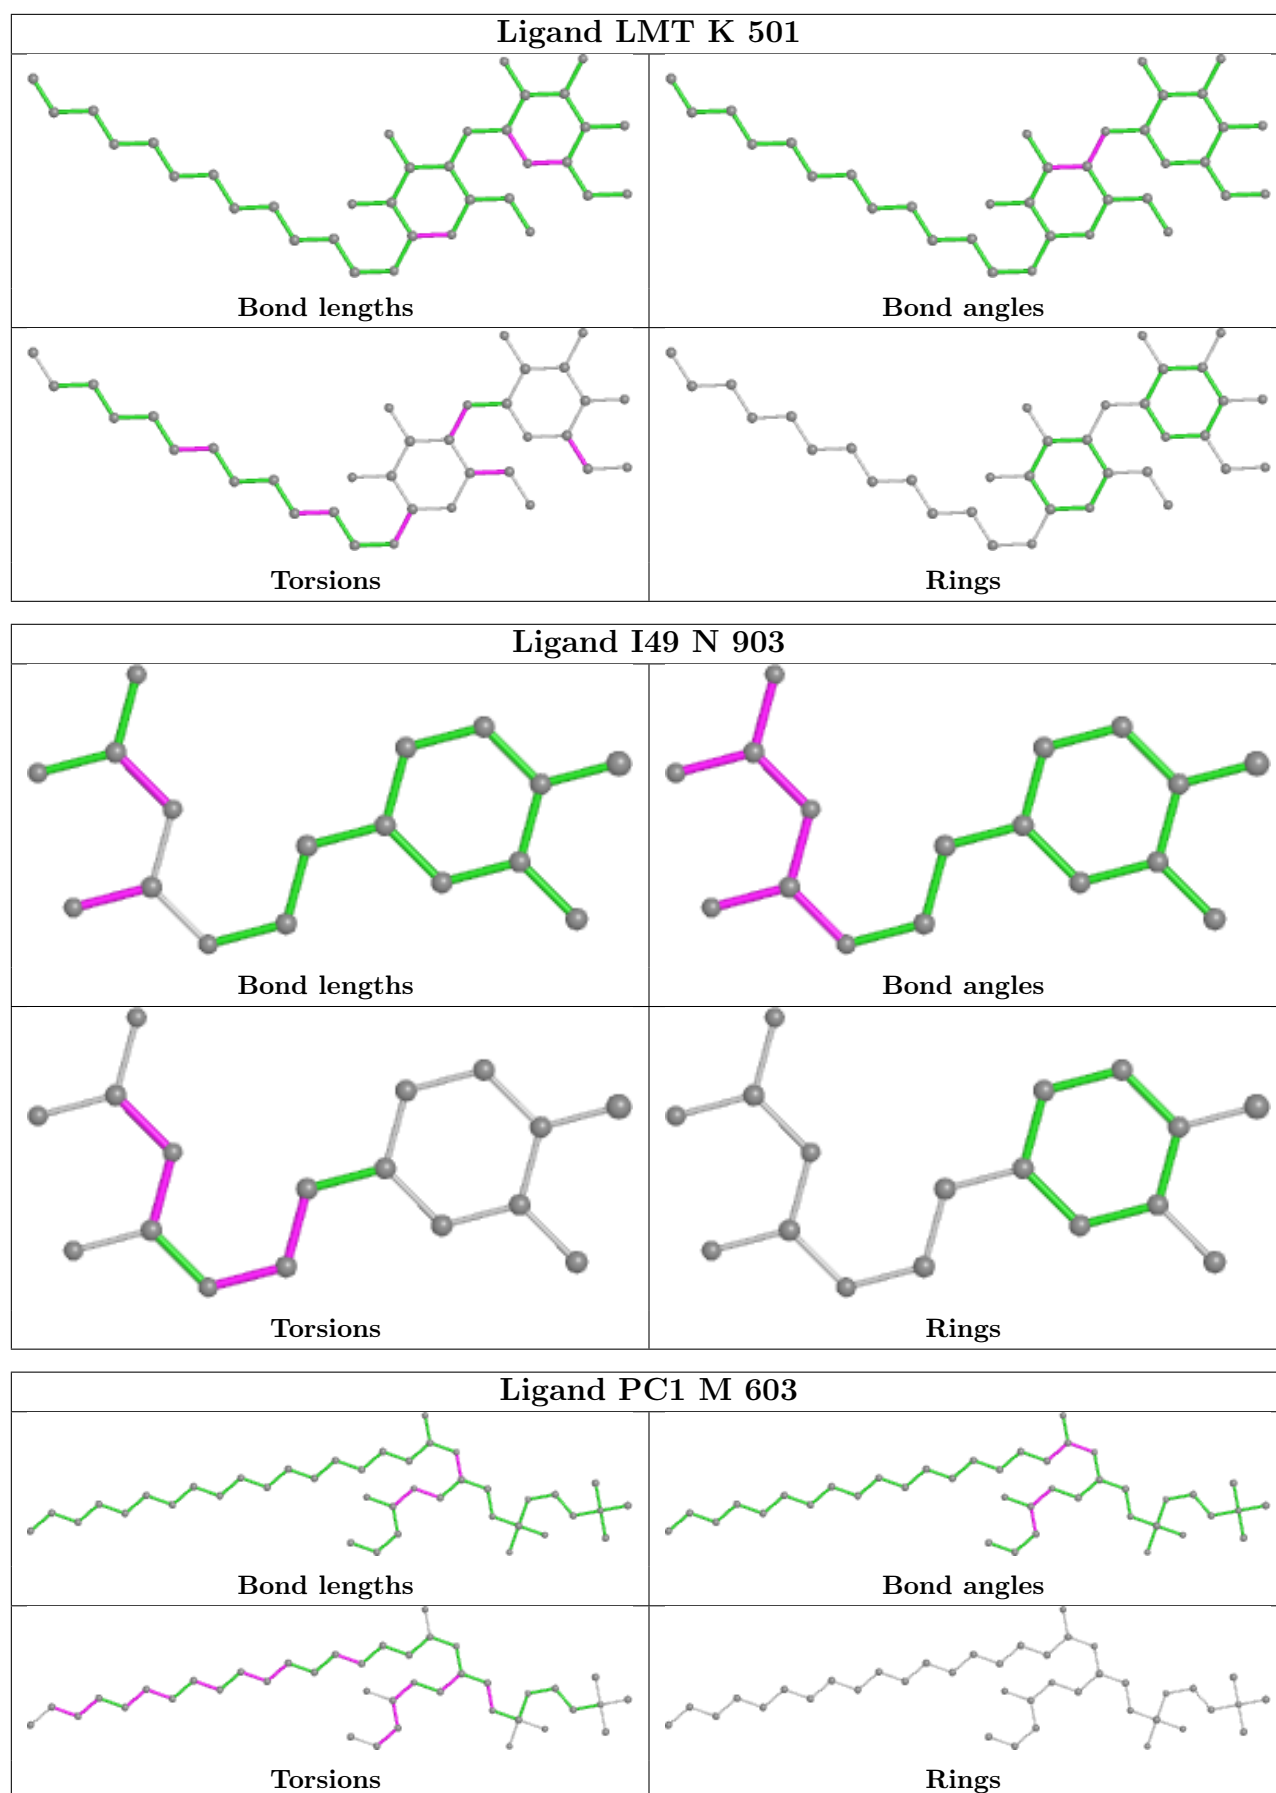 Ligand LMT K 501
Bond lengths
Bond angles
Torsions
Rings
Ligand I49 N 903
Bond lengths
Bond angles
Torsions
Rings
Ligand PC1 M 603
Bond lengths
Bond angles
Torsions
Rings